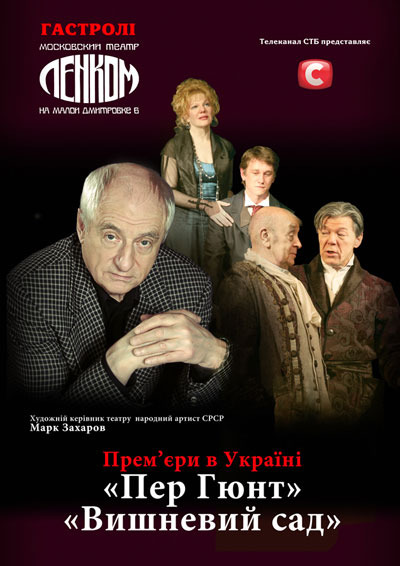 ГАСТРОЛІ
МОСКОВСКИЙ ТЕАТР
ЛЕНКОМ
НА МАЛОЙ ДМИТРОВКЕ 6
Телеканал СТБ представляє
С
Художній керівник театру народний артист СРСР
Марк Захаров
Прем’єри в Україні
«Пер Гюнт»
«Вишневий сад»